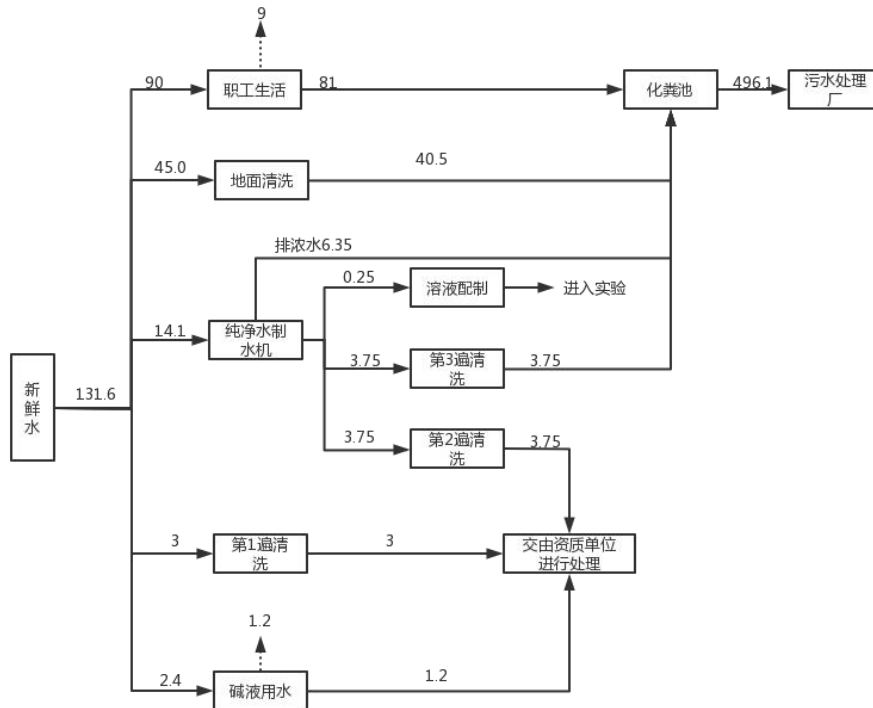 9
90
职工生活
81
化粪池
496.1
污水处理
厂
45.0
地面清洗
40.5
排浓水6.35
0.25
溶液配制
进入实验
14.1
纯净水制
水机
3.75
第3遍清
洗
3.75
新
鲜
水
131.6
3.75
第2遍清
洗
3.75
3
第1遍清
洗
3
交由资质单位
进行处理
1.2
2.4
碱液用水
1.2